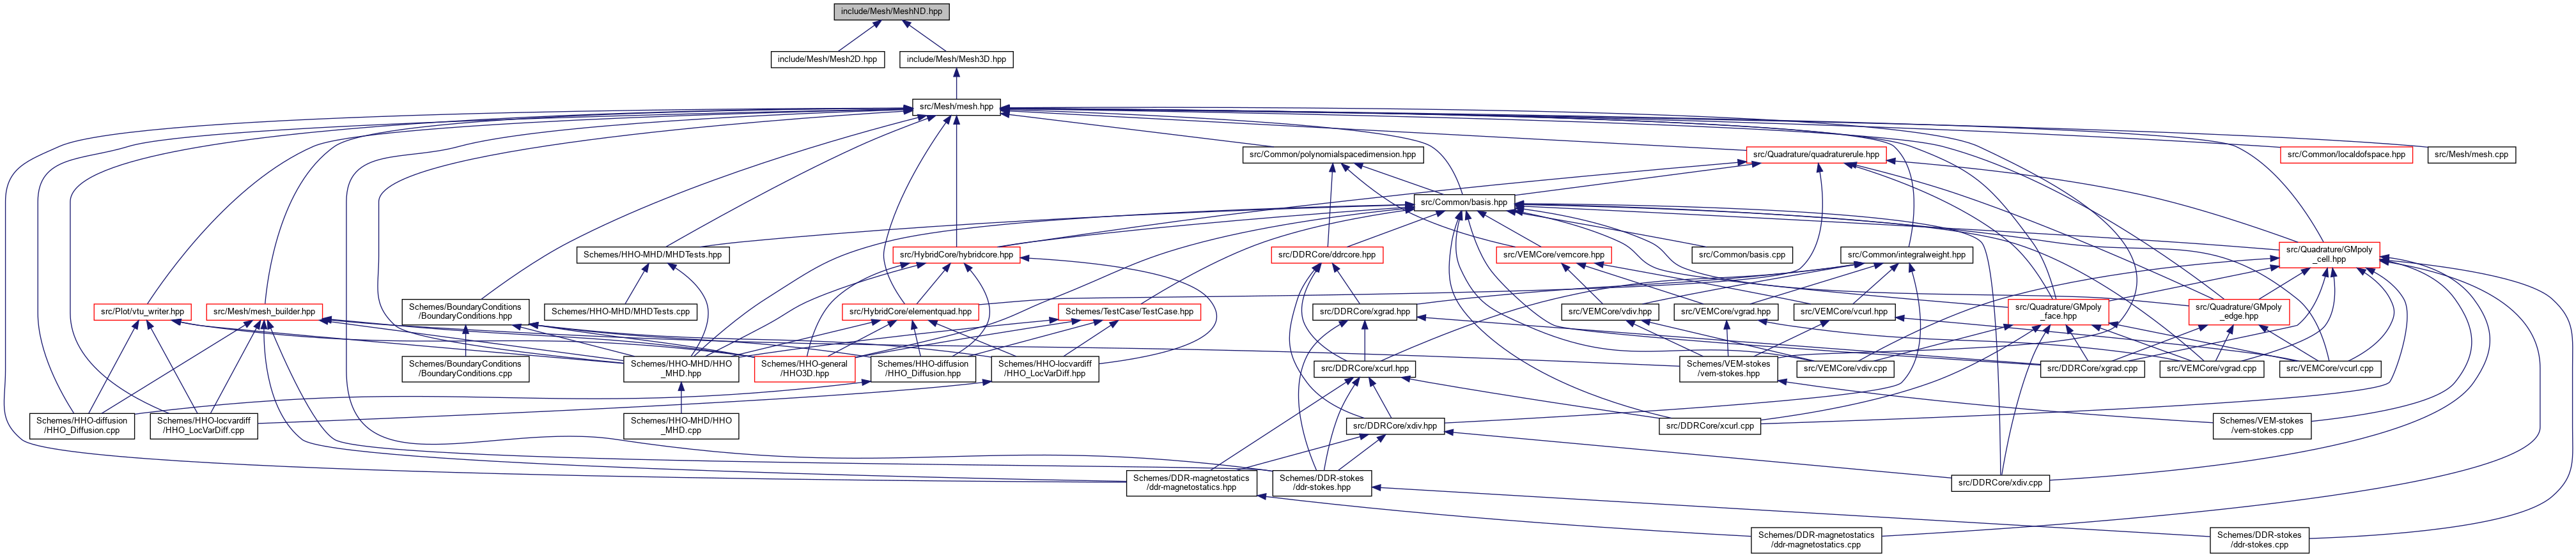 include/Mesh/MeshND.hpp
include/Mesh/Mesh2D.hpp
include/Mesh/Mesh3D.hpp
src/Mesh/mesh.hpp
src/Common/polynomialspacedimension.hpp
src/Quadrature/quadraturerule.hpp
src/Common/localdofspace.hpp
src/Mesh/mesh.cpp
src/Common/basis.hpp
Schemes/HHO-MHD/MHDTests.hpp
src/HybridCore/hybridcore.hpp
src/DDRCore/ddrcore.hpp
src/VEMCore/vemcore.hpp
src/Common/basis.cpp
src/Common/integralweight.hpp
src/Quadrature/GMpoly
_cell.hpp
src/Plot/vtu_writer.hpp
src/Mesh/mesh_builder.hpp
Schemes/BoundaryConditions
/BoundaryConditions.hpp
Schemes/HHO-MHD/MHDTests.cpp
src/HybridCore/elementquad.hpp
Schemes/TestCase/TestCase.hpp
src/DDRCore/xgrad.hpp
src/VEMCore/vdiv.hpp
src/VEMCore/vgrad.hpp
src/VEMCore/vcurl.hpp
src/Quadrature/GMpoly
_face.hpp
src/Quadrature/GMpoly
_edge.hpp
Schemes/BoundaryConditions
/BoundaryConditions.cpp
Schemes/HHO-MHD/HHO
_MHD.hpp
Schemes/HHO-general
/HHO3D.hpp
Schemes/HHO-diffusion
/HHO_Diffusion.hpp
Schemes/HHO-locvardiff
/HHO_LocVarDiff.hpp
src/DDRCore/xcurl.hpp
Schemes/VEM-stokes
/vem-stokes.hpp
src/VEMCore/vdiv.cpp
src/DDRCore/xgrad.cpp
src/VEMCore/vgrad.cpp
src/VEMCore/vcurl.cpp
Schemes/HHO-diffusion
/HHO_Diffusion.cpp
Schemes/HHO-locvardiff
/HHO_LocVarDiff.cpp
Schemes/HHO-MHD/HHO
_MHD.cpp
src/DDRCore/xdiv.hpp
src/DDRCore/xcurl.cpp
Schemes/VEM-stokes
/vem-stokes.cpp
Schemes/DDR-magnetostatics
/ddr-magnetostatics.hpp
Schemes/DDR-stokes
/ddr-stokes.hpp
src/DDRCore/xdiv.cpp
Schemes/DDR-magnetostatics
/ddr-magnetostatics.cpp
Schemes/DDR-stokes
/ddr-stokes.cpp